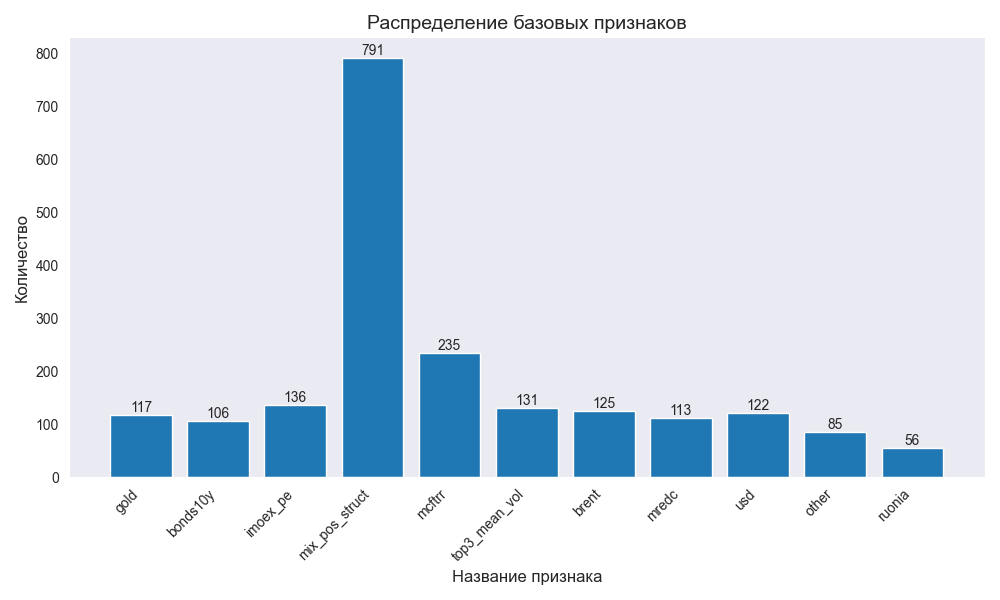 Распределение базовых признаков
Количество
800
700
600
500
400
300
200
100
0
117
106
136
791
235
131
125
113
122
85
56
gold
bonds10y
imoex_pe
mix_pos_struct
mcftrr
top3_mean_vol
brent
mredc
usd
other
ruonia
Название признака